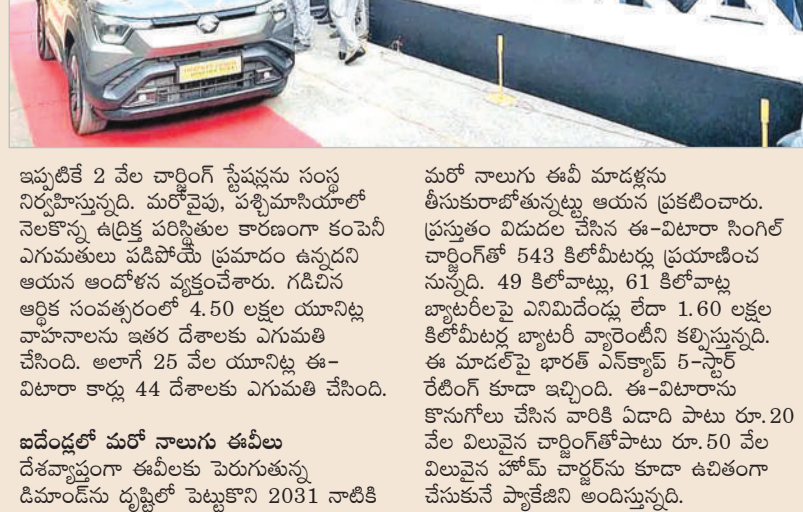 ఇప్పటికే 2 వేల చార్జింగ్ స్టేషన్లను సంస్థ
నిర్వహిస్తున్నది. మరోవైపు, పశ్చిమాసియాలో
నెలకొన్న ఉద్రిక్త పరిస్థితుల కారణంగా కంపెనీ
ఎగుమతులు పడిపోయే ప్రమాదం ఉన్నదని
ఆయన ఆందోళన వ్యక్తంచేశారు. గడిచిన
ఆర్థిక సంవత్సరంలో 4.50 లక్షల యూనిట్ల
వాహనాలను ఇతర దేశాలకు ఎగుమతి
చేసింది. అలాగే 25 వేల యూనిట్ల ఈ-
విటారా కార్లు 44 దేశాలకు ఎగుమతి చేసింది.
ఐదేండ్లలో మరో నాలుగు ఈవీలు
దేశవ్యాప్తంగా ఈవీలకు పెరుగుతున్న
డిమాండ్‌ను దృష్టిలో పెట్టుకొని 2031 నాటికి
మరో నాలుగు ఈవీ మాడళ్లను
తీసుకురాబోతున్నట్టు ఆయన ప్రకటించారు.
ప్రస్తుతం విడుదల చేసిన ఈ-విటారా సింగిల్
చార్జింగ్‌తో 543 కిలోమీటర్లు ప్రయాణించ
నున్నది. 49 కిలోవాట్లు, 61 కిలోవాట్ల
బ్యాటరీలపై ఎనిమిదేండ్లు లేదా 1.60 లక్షల
కిలోమీటర్ల బ్యాటరీ వ్యారెంటీని కల్పిస్తున్నది.
ఈ మాడల్‌పై భారత్ ఎన్‌క్యాప్ 5-స్టార్
రేటింగ్ కూడా ఇచ్చింది. ఈ-విటారాను
కొనుగోలు చేసిన వారికి ఏడాది పాటు రూ.20
వేల విలువైన చార్జింగ్‌తోపాటు రూ.50 వేల
విలువైన హోమ్ చార్జర్‌ను కూడా ఉచితంగా
చేసుకునే ప్యాకేజిని అందిస్తున్నది.